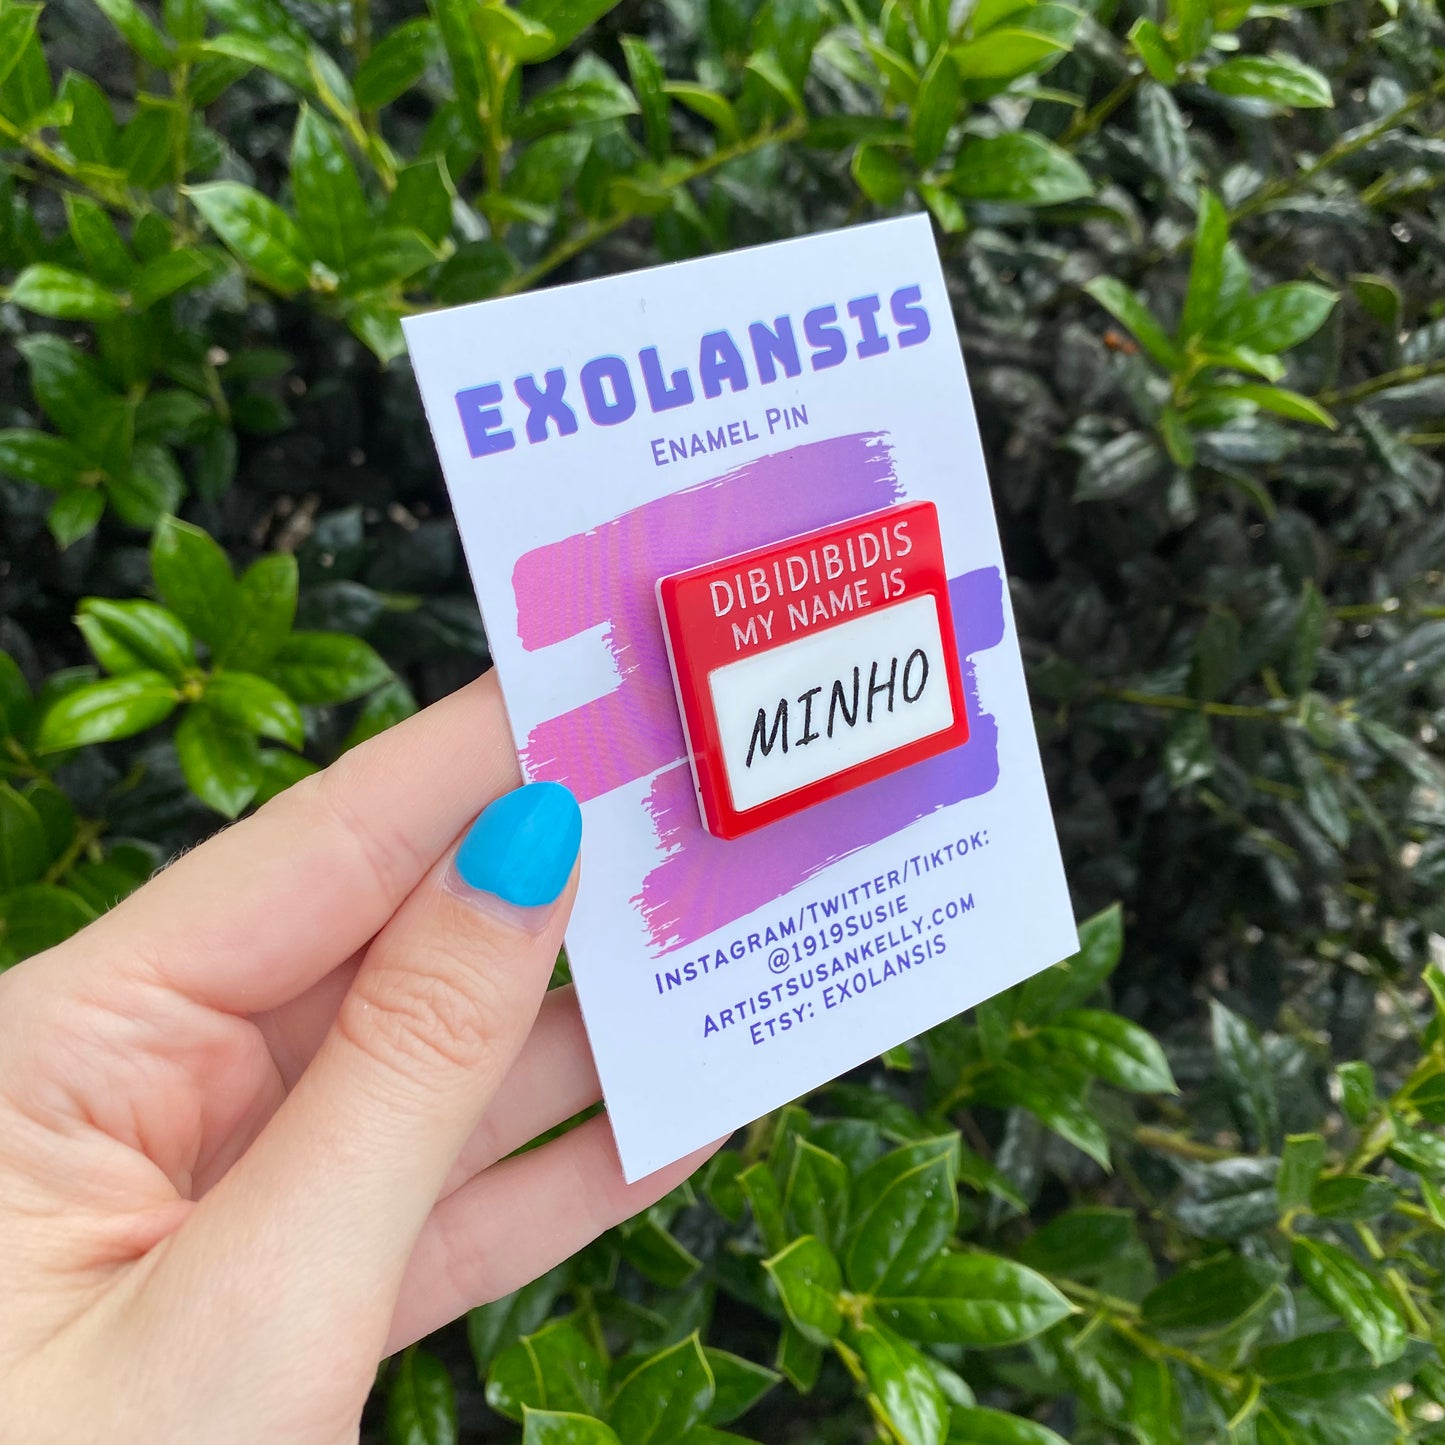 EXOLANSIS
ENAMEL PIN
DIBIDIBIDIS
MY NAME IS
MINHO
INSTAGRAM/TWITTER/TIKTOK:
@1919SUSIE
ARTISTSUSANKELLY.COM
ETSY: EXOLANSIS